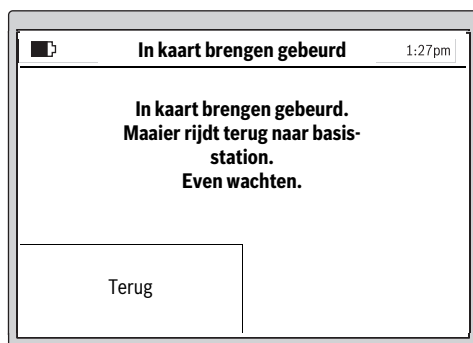 In kaart brengen gebeurd 1:27pm
In kaart brengen gebeurd.
Maaier rijdt terug naar basis-
station.
Even wachten.
Terug